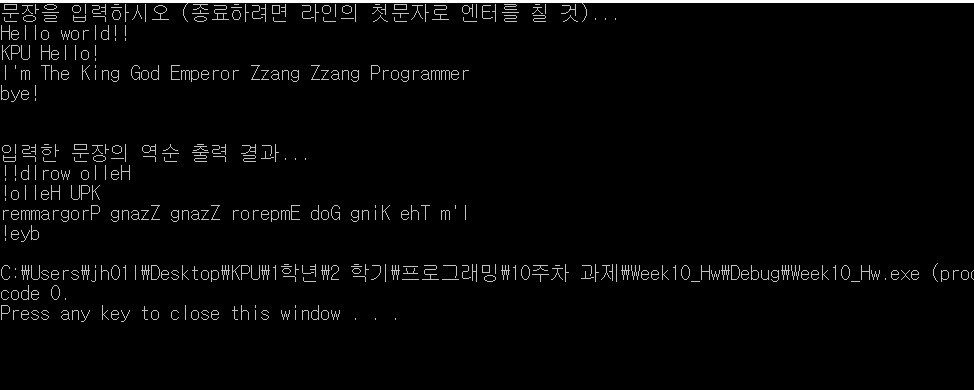 문장을 입력하시오 (종료하려면 라인의 첫문자로 엔터를 칠 것)...
Hello world!!
KPU Hello!
I'm The King God Emperor Zzang Zzang Programmer
bye!
입력한 문장의 역순 출력 결과...
!!dlrow olleH
!olleH UPK
remmargorP gnazZ gnazZ rorepmE doG gniK ehT m'I
!eyb
C:₩Users₩jh01l₩Desktop₩KPU₩1학년₩2 학기₩프로그래밍₩10주차 과제₩Week10_Hw₩Debug₩Week10_Hw.exe (proc
code 0.
Press any key to close this window . . .